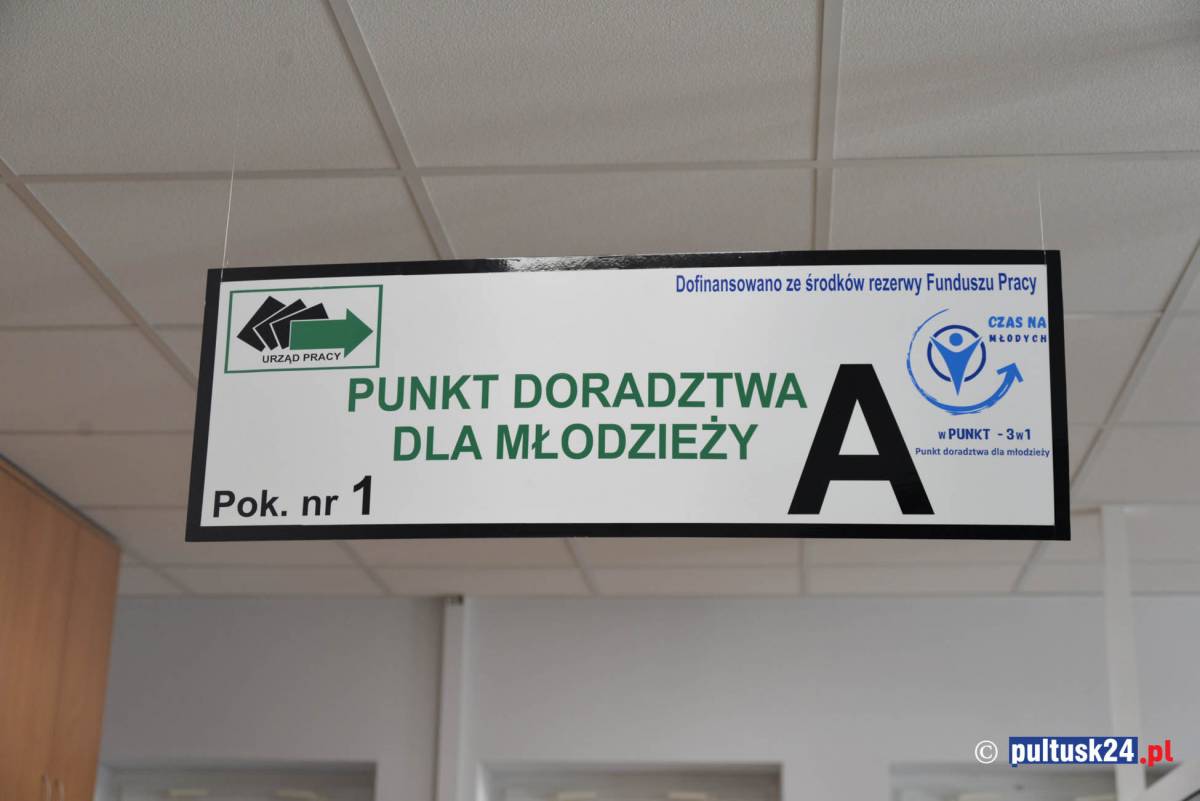 Dofinansowano ze środków rezerwy Funduszu Pracy
URZĄD PRACY
CZAS NA
MŁODYCH
PUNKT DORADZTWA
DLA MŁODZIEŻY
A
w PUNKT - 3 w 1
Punkt doradztwa dla młodzieży
Pok. nr 1
© pultusk24.pl